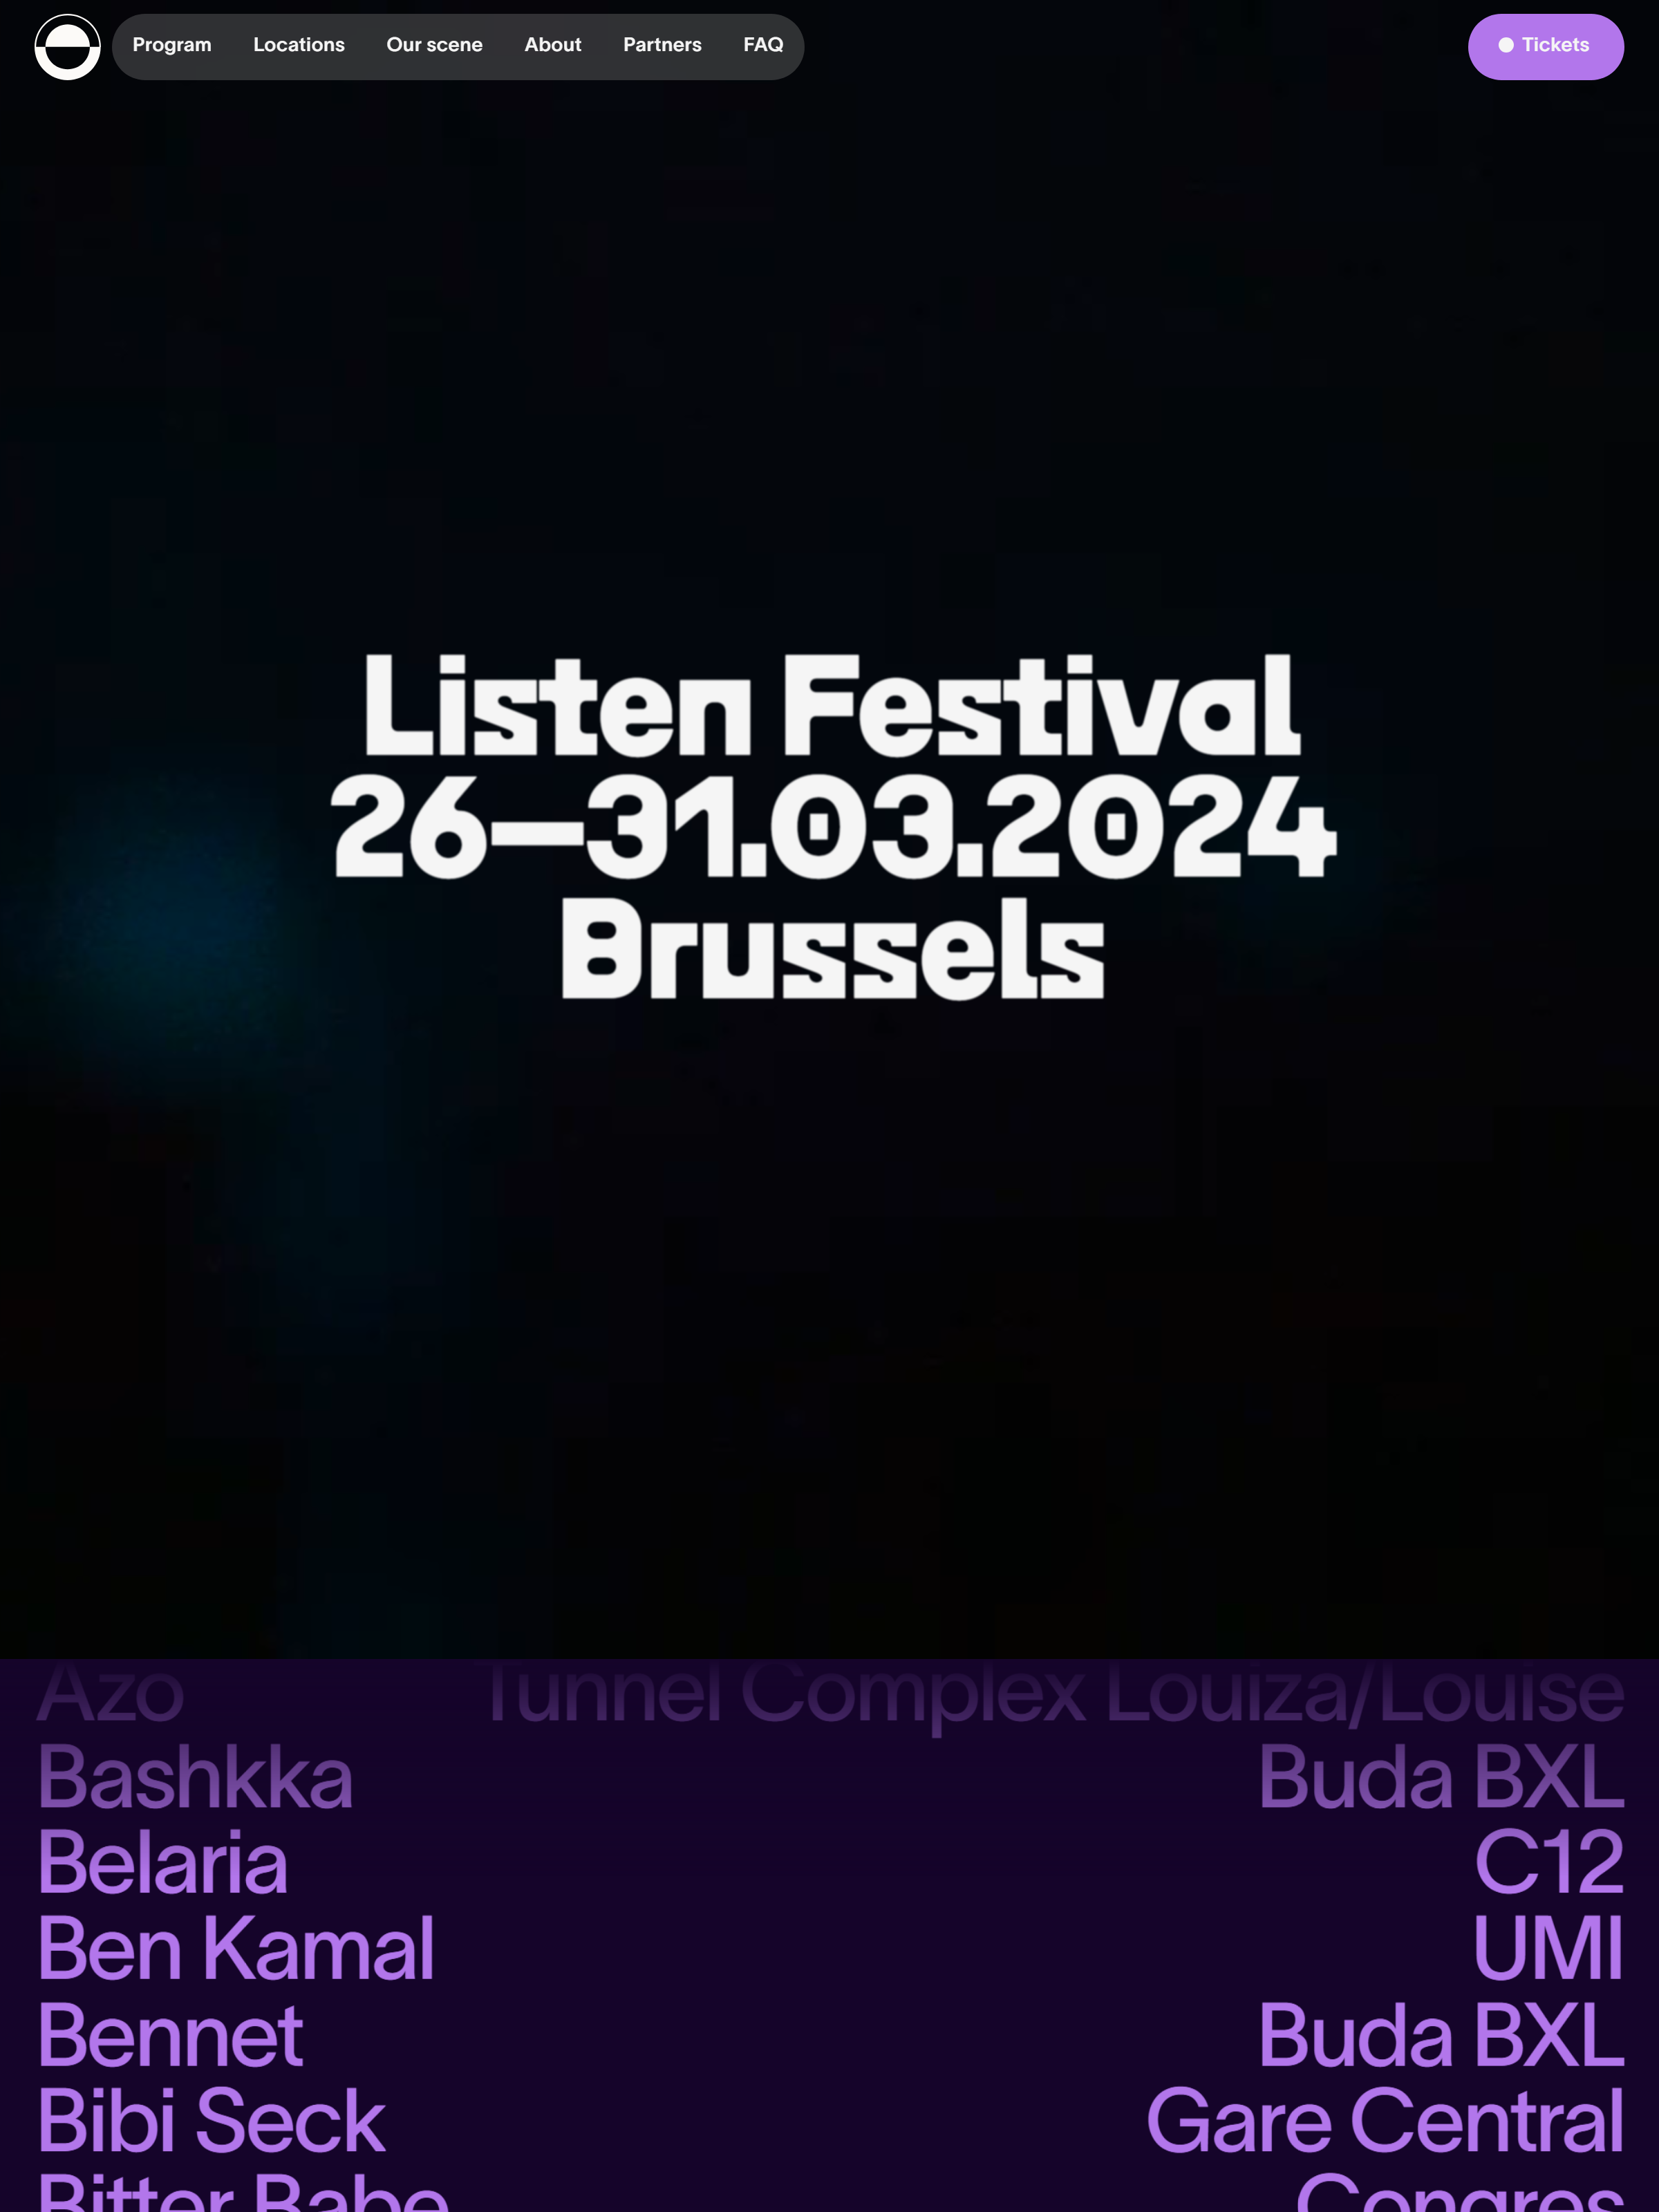 Program Locations Our scene About Partners FAQ Tickets
Listen Festival
26—31.03.2024
Brussels
Azo Tunnel Complex Louiza/Louise
Bashkka Buda BXL
Belaria C12
Ben Kamal UMI
Bennet Buda BXL
Bibi Seck Gare Central
Bitter Babe Congres